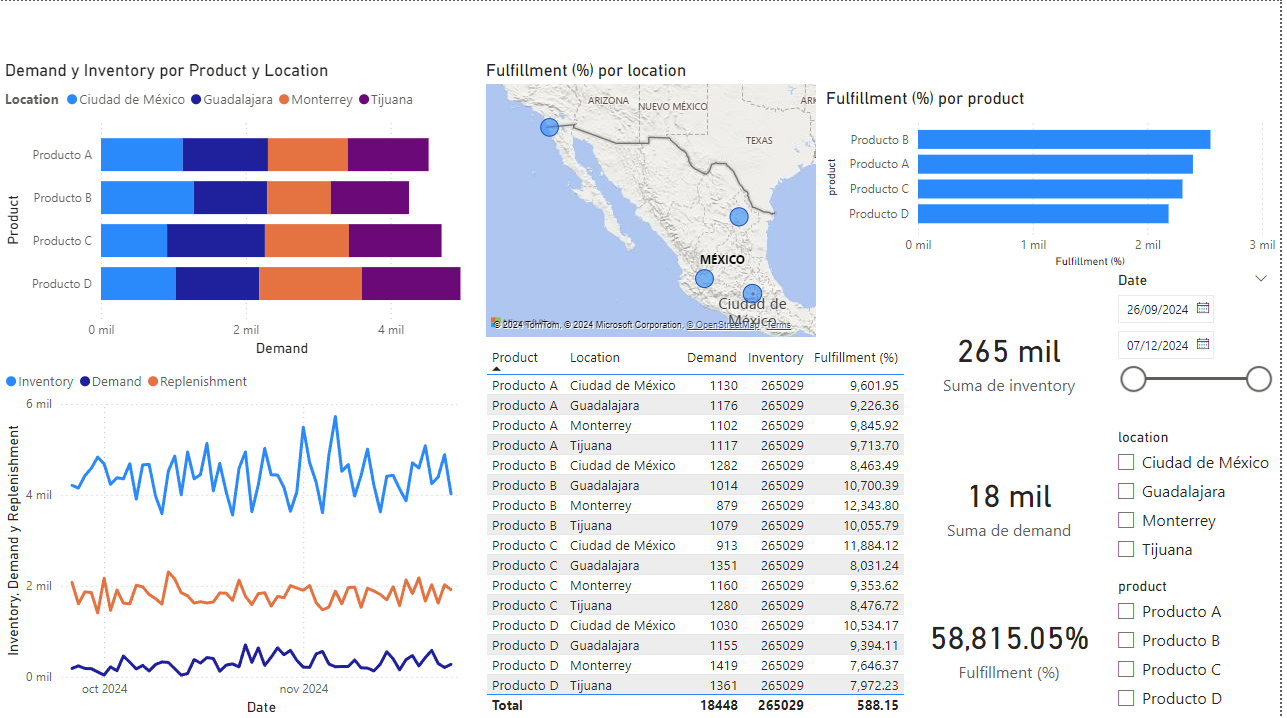 Demand y Inventory por Product y Location
Location Ciudad de México Guadalajara Monterrey Tijuana
Product
Producto A
Producto B
Producto C
Producto D
0 mil 2 mil 4 mil
Demand
Inventory Demand Replenishment
Inventory, Demand y Replenishment
6 mil
4 mil
2 mil
0 mil
oct 2024 nov 2024
Date
Fulfillment (%) por location
ARIZONA NUEVO MÉXICO
TEXAS
MÉXICO
Ciudad de
México
© 2024 TomTom, © 2024 Microsoft Corporation, © OpenStreetMap Terms
Product Location Demand Inventory Fulfillment (%)
Producto A Ciudad de México 1130 265029 9,601.95
Producto A Guadalajara 1176 265029 9,226.36
Producto A Monterrey 1102 265029 9,845.92
Producto A Tijuana 1117 265029 9,713.70
Producto B Ciudad de México 1282 265029 8,463.49
Producto B Guadalajara 1014 265029 10,700.39
Producto B Monterrey 879 265029 12,343.80
Producto B Tijuana 1079 265029 10,055.79
Producto C Ciudad de México 913 265029 11,884.12
Producto C Guadalajara 1351 265029 8,031.24
Producto C Monterrey 1160 265029 9,353.62
Producto C Tijuana 1280 265029 8,476.72
Producto D Ciudad de México 1030 265029 10,534.17
Producto D Guadalajara 1155 265029 9,394.11
Producto D Monterrey 1419 265029 7,646.37
Producto D Tijuana 1361 265029 7,972.23
Total 18448 265029 588.15
Fulfillment (%) por product
product
Producto B
Producto A
Producto C
Producto D
0 mil 1 mil 2 mil 3 mil
Fulfillment (%)
265 mil
Suma de inventory
18 mil
Suma de demand
58,815.05%
Fulfillment (%)
Date
26/09/2024
07/12/2024
location
Ciudad de México
Guadalajara
Monterrey
Tijuana
product
Producto A
Producto B
Producto C
Producto D